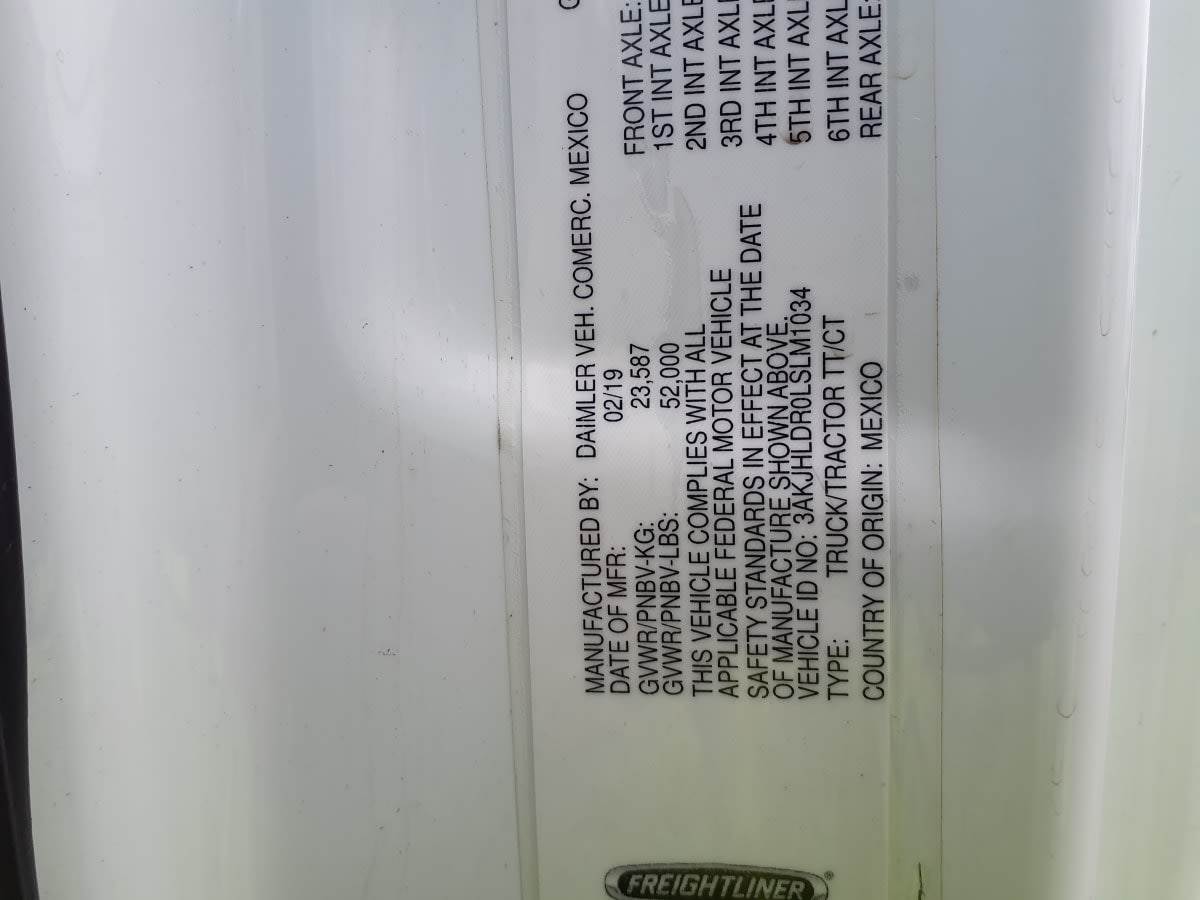 FREIGHTLINER
MANUFACTURED BY: DAIMLER VEH. COMERC. MEXICO
DATE OF MFR: 02/19
GVWR/PNBV-KG: 23,587
GVWR/PNBV-LBS: 52,000
THIS VEHICLE COMPLIES WITH ALL
APPLICABLE FEDERAL MOTOR VEHICLE
SAFETY STANDARDS IN EFFECT AT THE DATE
OF MANUFACTURE SHOWN ABOVE.
VEHICLE ID NO: 3AKJHLDR0LSLM1034
TYPE: TRUCK/TRACTOR TT/CT
COUNTRY OF ORIGIN: MEXICO
FRONT AXLE:
1ST INT AXLE
2ND INT AXLE
3RD INT AXLE
4TH INT AXLE
5TH INT AXLE
6TH INT AXLE
REAR AXLE: